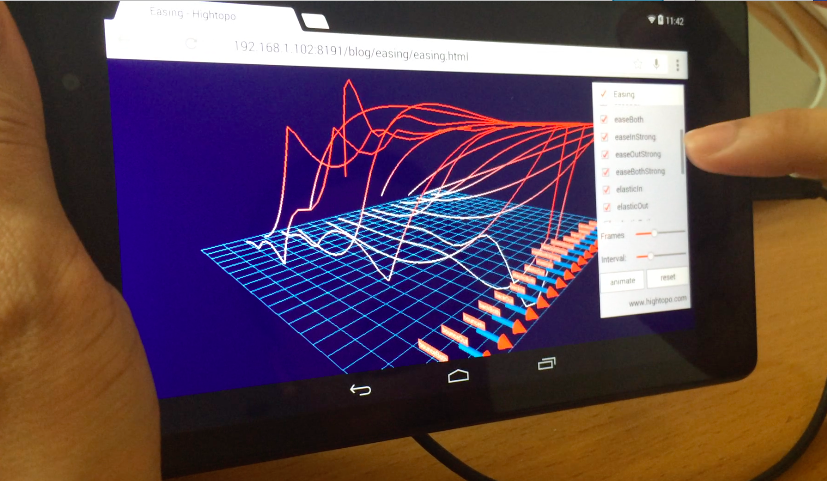 Easing - Hightopo
11:42
192.168.1.102:8191/blog/easing/easing.html
Easing
easeBoth
easeInStrong
easeOutStrong
easeBothStrong
elasticIn
elasticOut
Frames
Interval:
animate reset
www.hightopo.com